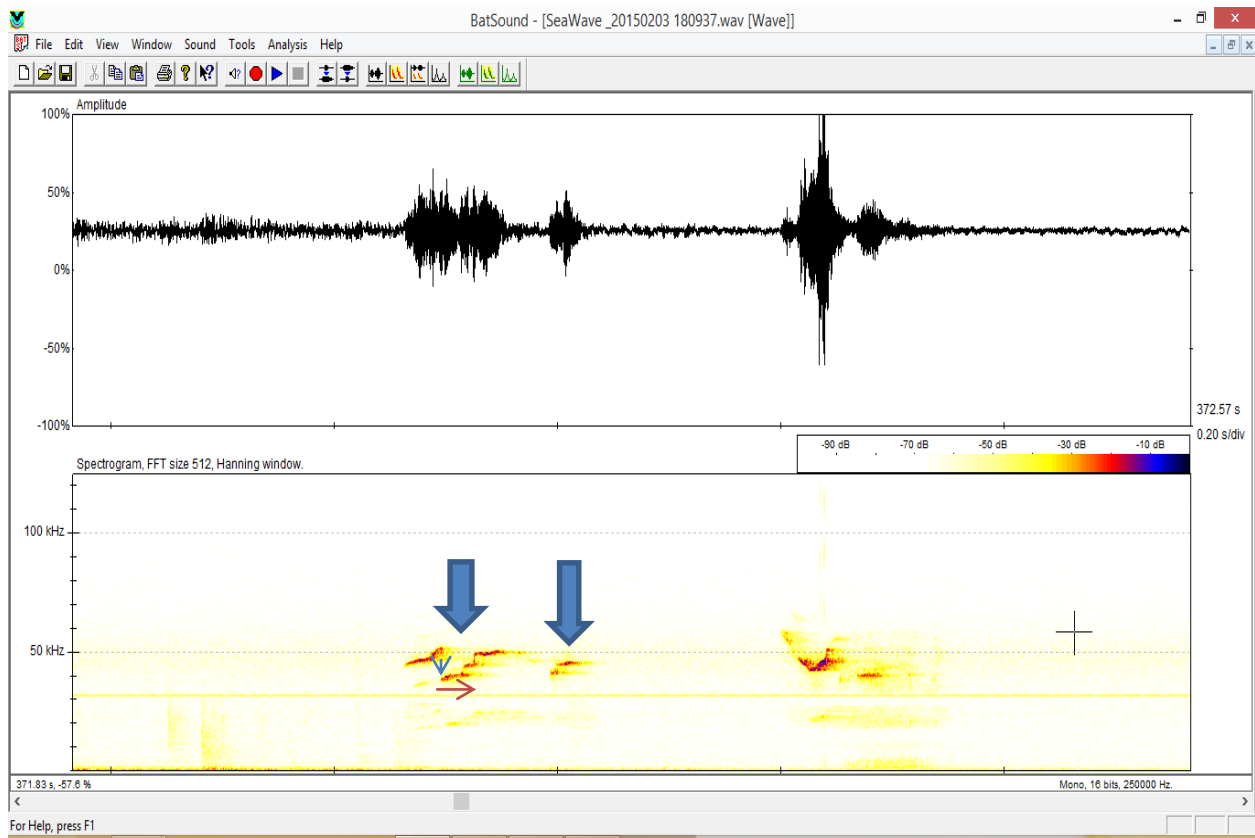 BatSound - [SeaWave _20150203 180937.wav [Wave]]
File Edit View Window Sound Tools Analysis Help
Amplitude
100%
50%
0%
-50%
-100%
372.57 s
0.20 s/div
-90 dB -70 dB -50 dB -30 dB -10 dB
Spectrogram, FFT size 512, Hanning window.
100 kHz
50 kHz
371.83 s, -57.6 %
Mono, 16 bits, 250000 Hz.
For Help, press F1